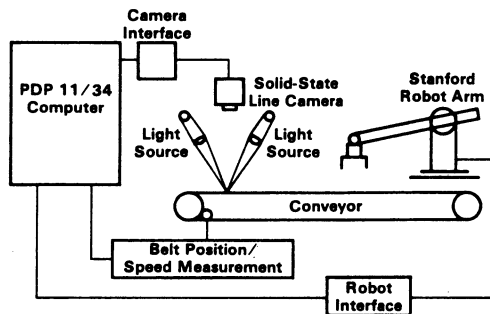 Camera
Interface
PDP 11/34
Computer
Solid-State
Line Camera
Stanford
Robot Arm
Light
Source
Light
Source
Conveyor
Belt Position/
Speed Measurement
Robot
Interface